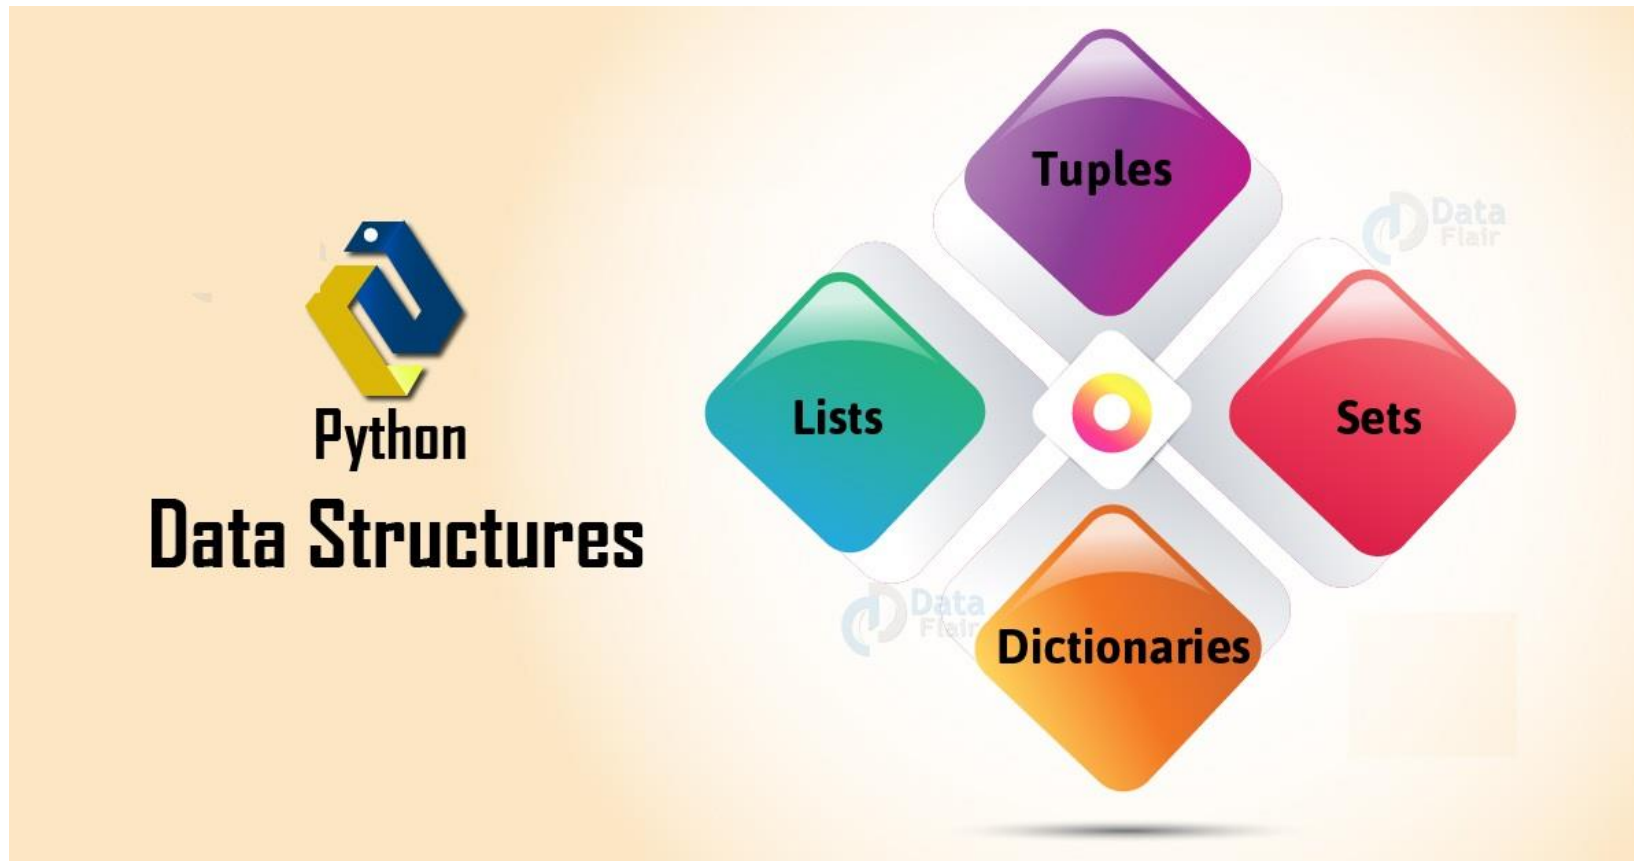 Python
Data Structures
Tuples
Lists
Sets
Dictionaries
Data
Flair
Data
Flair